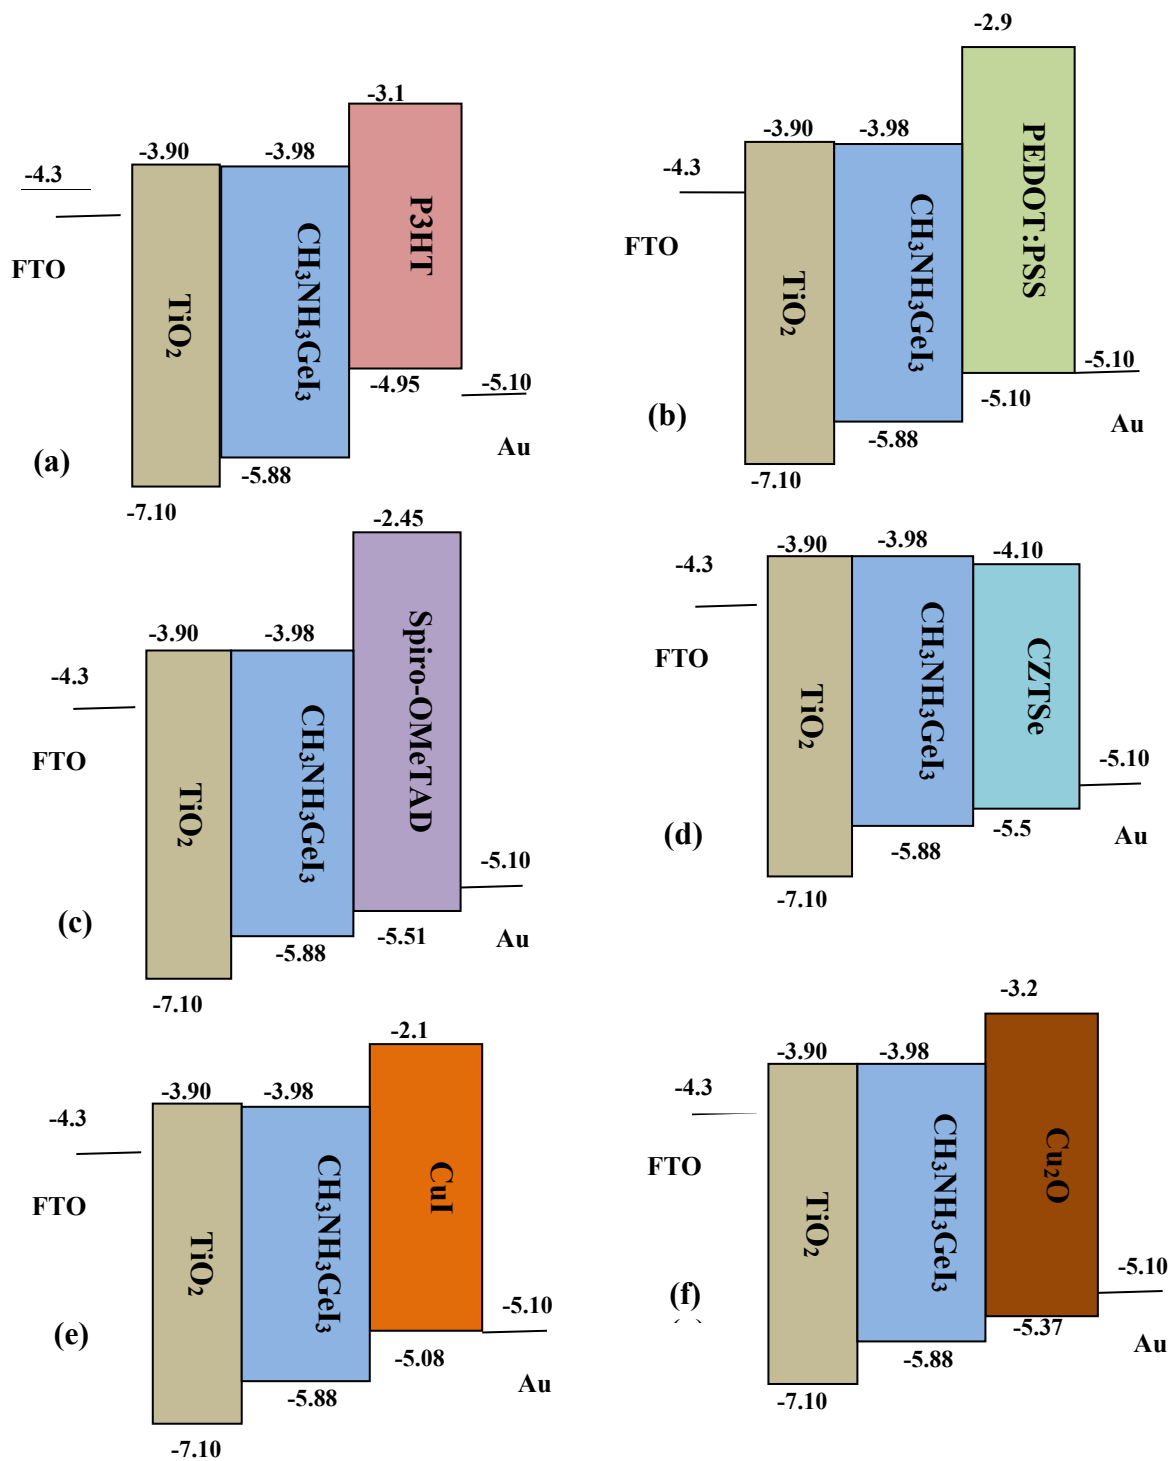 -3.1
-3.90
-3.98
-4.3
FTO
TiO₂
CH₃NH₃GeI₃
P3HT
-4.95
-5.10
Au
(a)
-5.88
-7.10
-2.9
-3.90
-3.98
-4.3
FTO
TiO₂
CH₃NH₃GeI₃
PEDOT:PSS
-5.10
-5.10
Au
(b)
-5.88
-7.10
-2.45
-3.90
-3.98
-4.3
FTO
TiO₂
CH₃NH₃GeI₃
Spiro-OMeTAD
-5.10
(c)
-5.88
-5.51
Au
-7.10
-3.90
-3.98
-4.10
-4.3
FTO
TiO₂
CH₃NH₃GeI₃
CZTSe
-5.10
(d)
-5.88
-5.5
Au
-7.10
-2.1
-3.90
-3.98
-4.3
FTO
TiO₂
CH₃NH₃GeI₃
CuI
-5.10
(e)
-5.08
-5.88
Au
-7.10
-3.2
-3.90
-3.98
-4.3
FTO
TiO₂
CH₃NH₃GeI₃
Cu₂O
-5.10
(f)
-5.37
-5.88
Au
-7.10